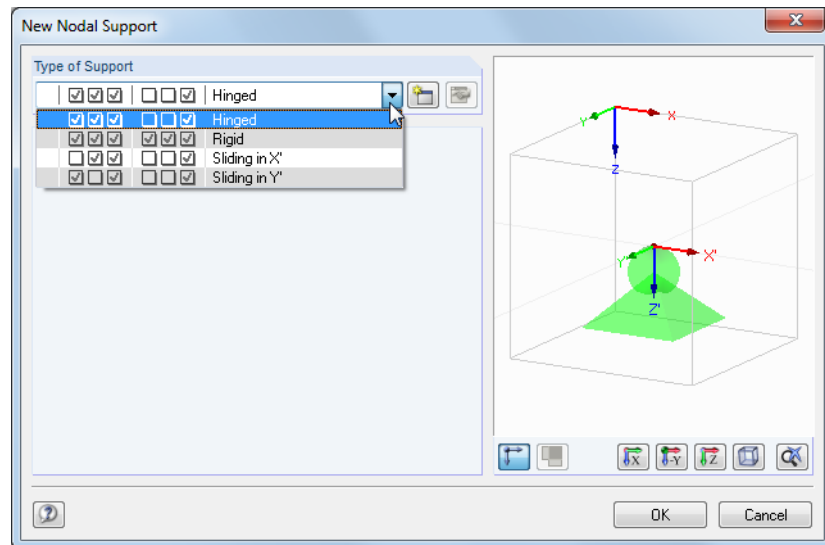 New Nodal Support
Type of Support
Hinged
Hinged
Rigid
Sliding in X'
Sliding in Y'
X
Y
Z
X'
Y'
Z'
X
-Y
Z
OK
Cancel